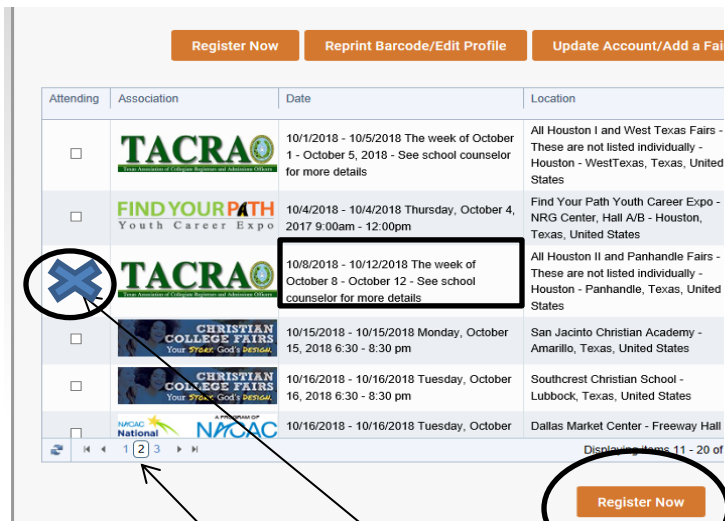 Register Now
Reprint Barcode/Edit Profile
Update Account/Add a Fai
Attending
Association
Date
Location
TACRAO
Texas Association of Collegiate Registrars and Admissions Officers
10/1/2018 - 10/5/2018 The week of October
1 - October 5, 2018 - See school counselor
for more details
All Houston I and West Texas Fairs -
These are not listed individually -
Houston - WestTexas, Texas, United
States
FIND YOUR PATH
Youth Career Expo
10/4/2018 - 10/4/2018 Thursday, October 4,
2017 9:00am - 12:00pm
Find Your Path Youth Career Expo -
NRG Center, Hall A/B - Houston,
Texas, United States
TACRAO
Texas Association of Collegiate Registrars and Admissions Officers
10/8/2018 - 10/12/2018 The week of
October 8 - October 12 - See school
counselor for more details
All Houston II and Panhandle Fairs -
These are not listed individually -
Houston - Panhandle, Texas, United
States
CHRISTIAN
COLLEGE FAIRS
Your STORY. God's DESIGN.
10/15/2018 - 10/15/2018 Monday, October
15, 2018 6:30 - 8:30 pm
San Jacinto Christian Academy -
Amarillo, Texas, United States
CHRISTIAN
COLLEGE FAIRS
Your STORY. God's DESIGN.
10/16/2018 - 10/16/2018 Tuesday, October
16, 2018 6:30 - 8:30 pm
Southcrest Christian School -
Lubbock, Texas, United States
NACAC
National
A PROGRAM OF
NACAC
10/16/2018 - 10/16/2018 Tuesday, October
Dallas Market Center - Freeway Hall
1 2 3
Displaying items 11 - 20 of
Register Now